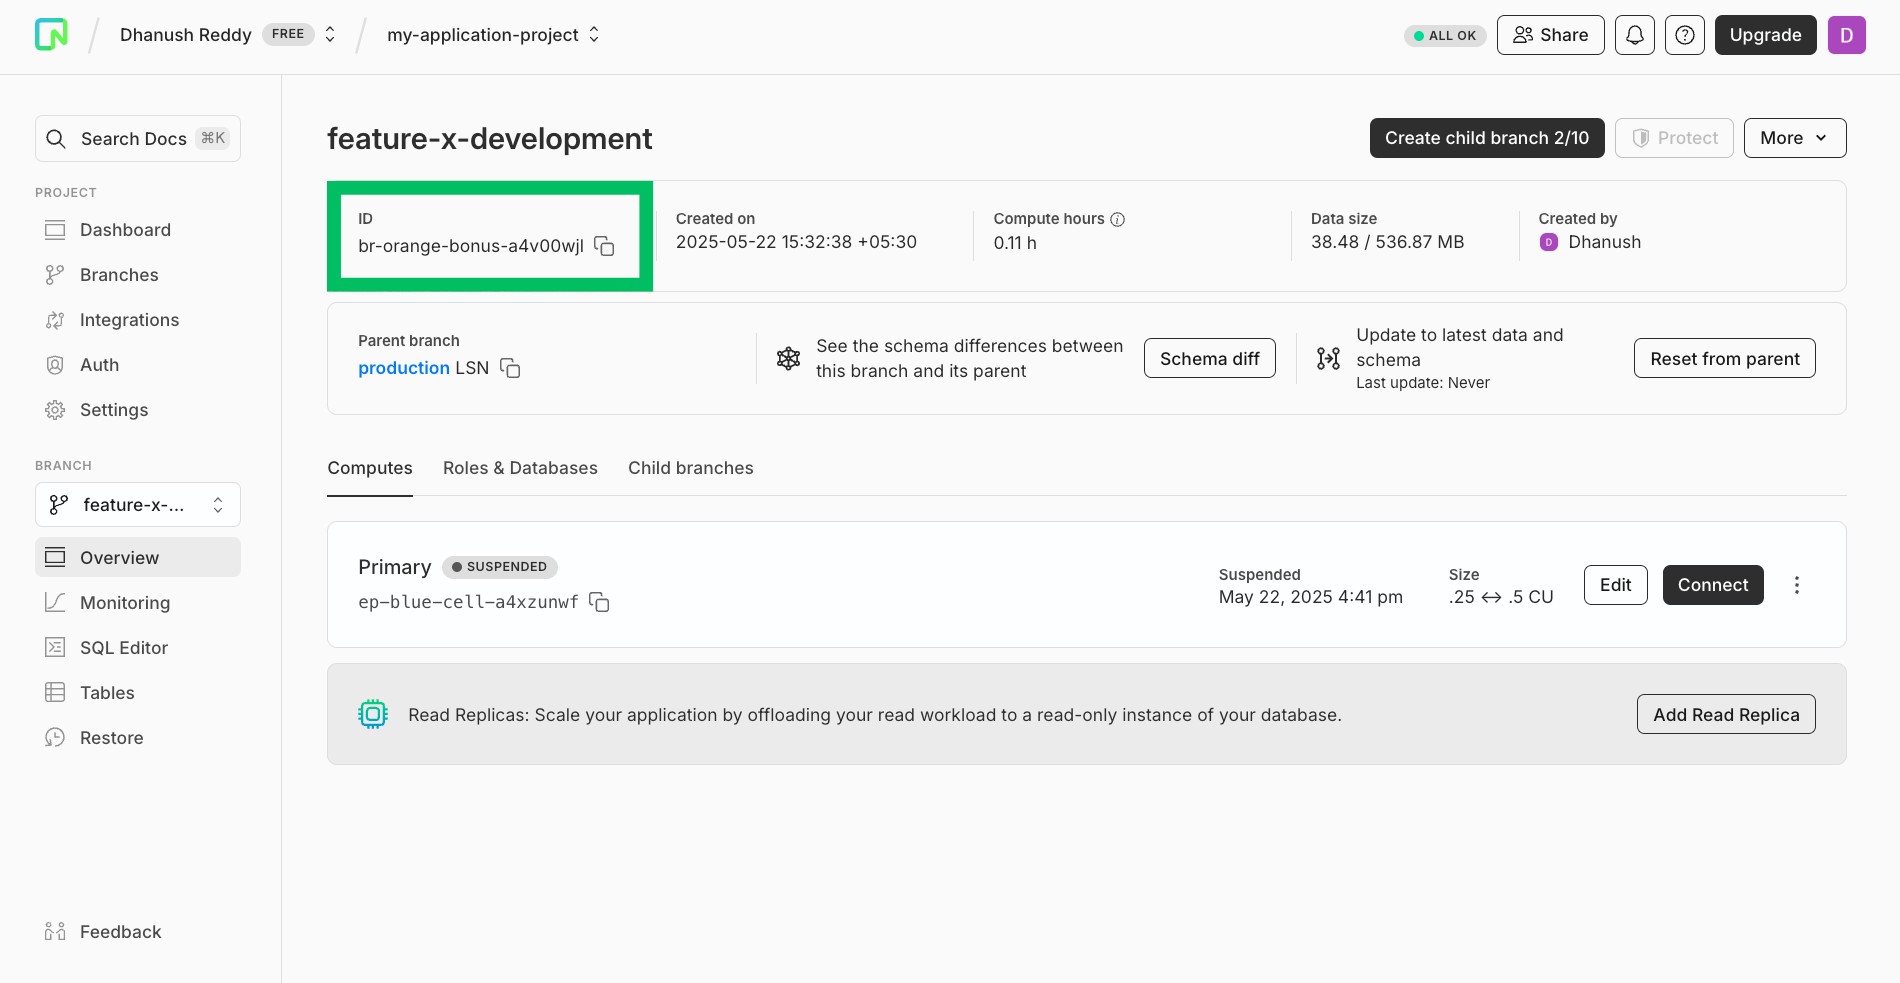 Dhanush Reddy FREE
my-application-project
ALL OK
Share
Upgrade
D
Search Docs ⌘K
PROJECT
Dashboard
Branches
Integrations
Auth
Settings
BRANCH
feature-x-...
Overview
Monitoring
SQL Editor
Tables
Restore
Feedback
feature-x-development
Create child branch 2/10
Protect
More
ID
br-orange-bonus-a4v00wjl
Created on
2025-05-22 15:32:38 +05:30
Compute hours
0.11 h
Data size
38.48 / 536.87 MB
Created by
D Dhanush
Parent branch
production LSN
See the schema differences between
this branch and its parent
Schema diff
Update to latest data and
schema
Last update: Never
Reset from parent
Computes
Roles & Databases
Child branches
Primary SUSPENDED
ep-blue-cell-a4xzunwf
Suspended
May 22, 2025 4:41 pm
Size
.25 ↔ .5 CU
Edit
Connect
Read Replicas: Scale your application by offloading your read workload to a read-only instance of your database.
Add Read Replica